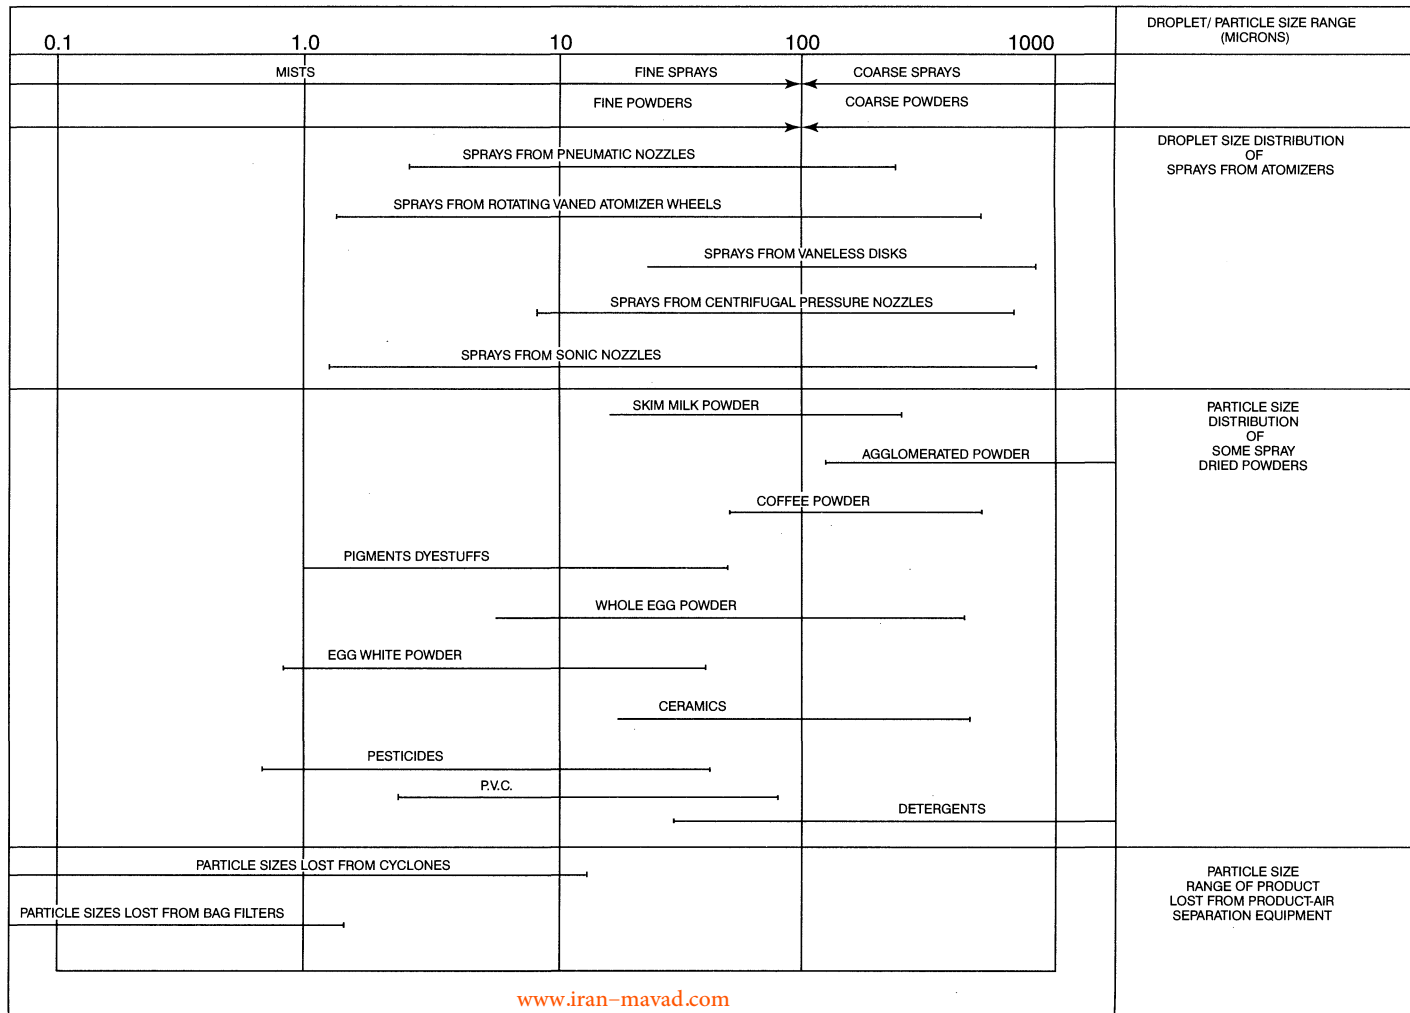 0.1 1.0 10 100 1000 DROPLET/ PARTICLE SIZE RANGE
(MICRONS)
MISTS FINE SPRAYS COARSE SPRAYS
FINE POWDERS COARSE POWDERS
DROPLET SIZE DISTRIBUTION
OF
SPRAYS FROM ATOMIZERS
SPRAYS FROM PNEUMATIC NOZZLES
SPRAYS FROM ROTATING VANED ATOMIZER WHEELS
SPRAYS FROM VANELESS DISKS
SPRAYS FROM CENTRIFUGAL PRESSURE NOZZLES
SPRAYS FROM SONIC NOZZLES
PARTICLE SIZE
DISTRIBUTION
OF
SOME SPRAY
DRIED POWDERS
SKIM MILK POWDER
AGGLOMERATED POWDER
COFFEE POWDER
PIGMENTS DYESTUFFS
WHOLE EGG POWDER
EGG WHITE POWDER
CERAMICS
PESTICIDES
P.V.C.
DETERGENTS
PARTICLE SIZES LOST FROM CYCLONES
PARTICLE SIZES LOST FROM BAG FILTERS
PARTICLE SIZE
RANGE OF PRODUCT
LOST FROM PRODUCT-AIR
SEPARATION EQUIPMENT
www.iran-mavad.com